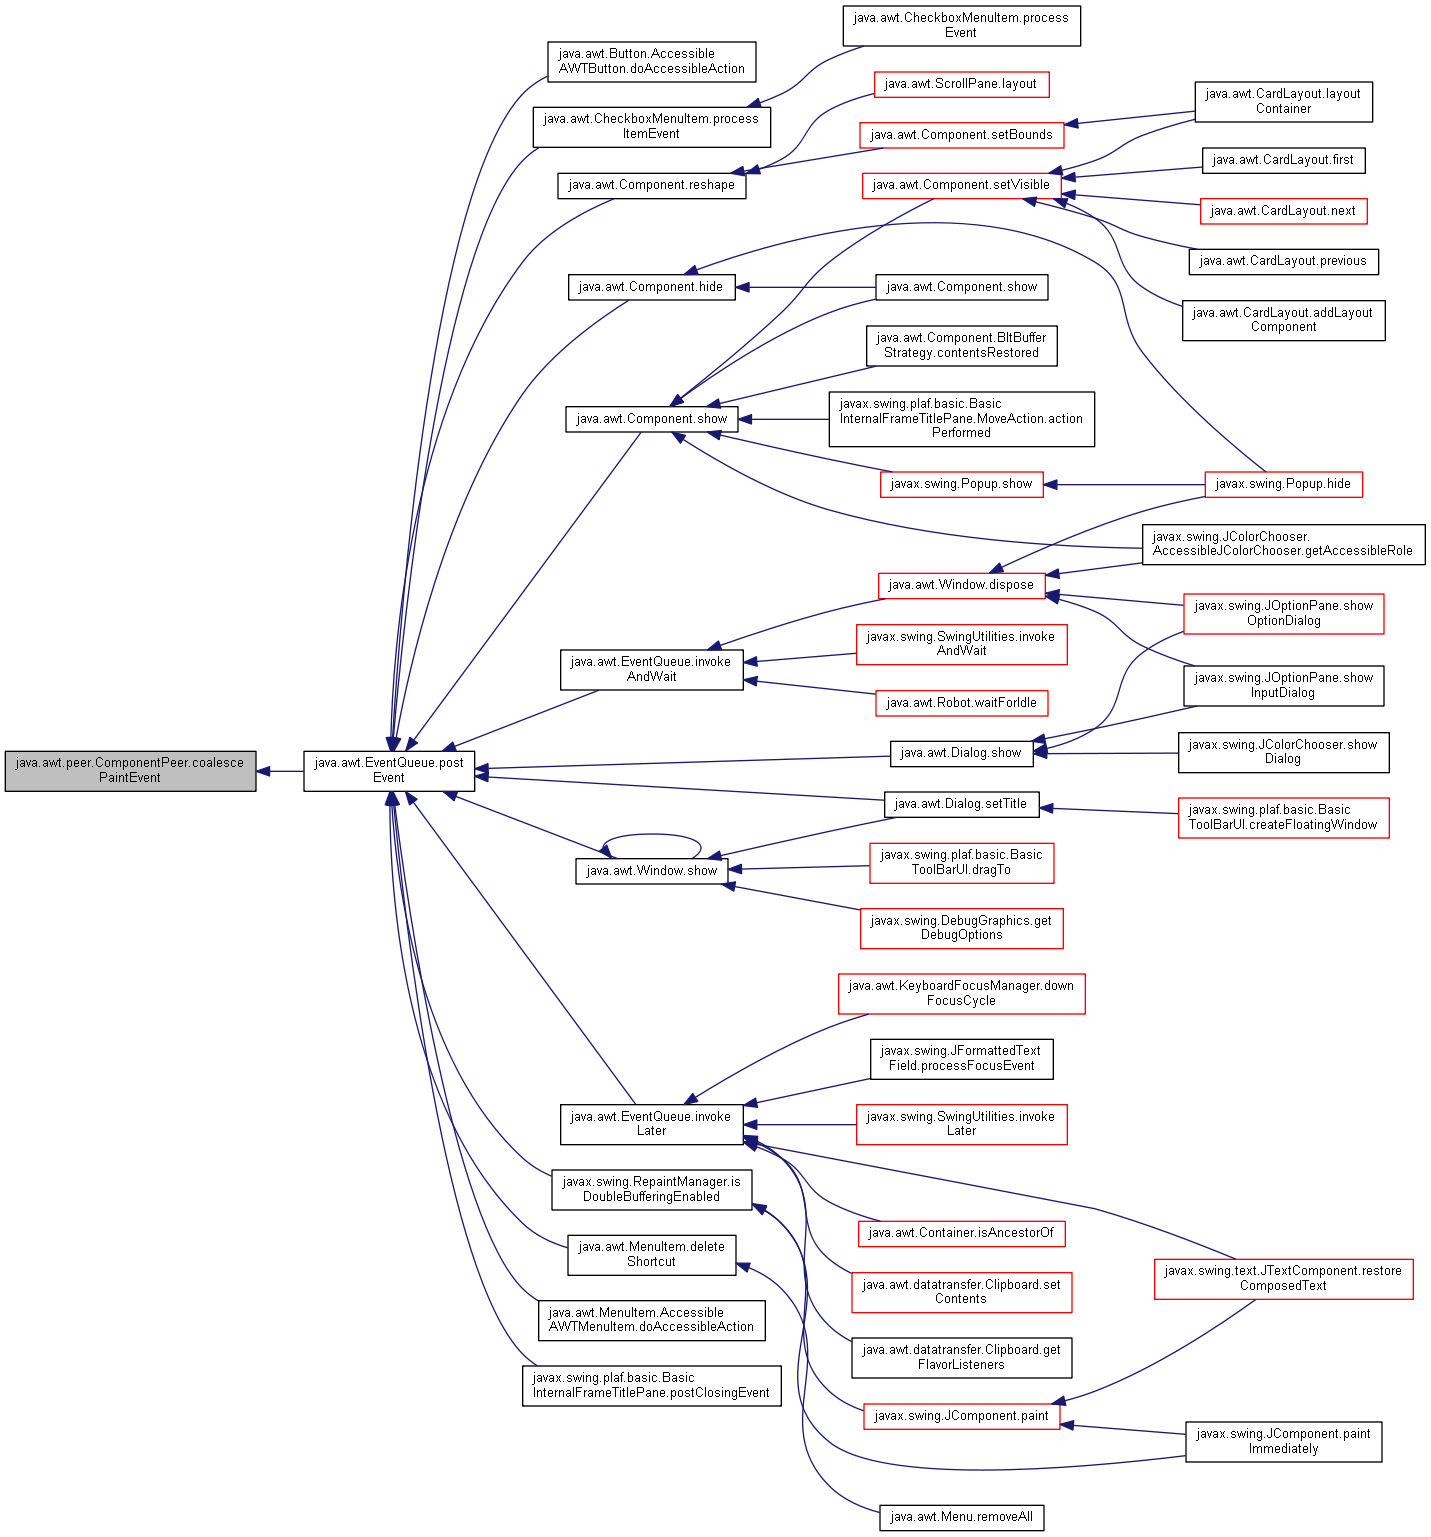 java.awt.peer.ComponentPeer.coalesce
PaintEvent
java.awt.EventQueue.post
Event
java.awt.Button.Accessible
AWTButton.doAccessibleAction
java.awt.CheckboxMenuItem.process
ItemEvent
java.awt.Component.reshape
java.awt.Component.hide
java.awt.Component.show
java.awt.EventQueue.invoke
AndWait
java.awt.Window.show
java.awt.EventQueue.invoke
Later
javax.swing.RepaintManager.is
DoubleBufferingEnabled
java.awt.MenuItem.delete
Shortcut
java.awt.MenuItem.Accessible
AWTMenuItem.doAccessibleAction
javax.swing.plaf.basic.Basic
InternalFrameTitlePane.postClosingEvent
java.awt.CheckboxMenuItem.process
Event
java.awt.ScrollPane.layout
java.awt.Component.setBounds
java.awt.Component.setVisible
java.awt.Component.show
java.awt.Component.BltBuffer
Strategy.contentsRestored
javax.swing.plaf.basic.Basic
InternalFrameTitlePane.MoveAction.action
Performed
javax.swing.Popup.show
java.awt.Window.dispose
javax.swing.SwingUtilities.invoke
AndWait
java.awt.Robot.waitForIdle
java.awt.Dialog.show
java.awt.Dialog.setTitle
javax.swing.plaf.basic.Basic
ToolBarUI.dragTo
javax.swing.DebugGraphics.get
DebugOptions
java.awt.KeyboardFocusManager.down
FocusCycle
javax.swing.JFormattedText
Field.processFocusEvent
javax.swing.SwingUtilities.invoke
Later
java.awt.Container.isAncestorOf
java.awt.datatransfer.Clipboard.set
Contents
java.awt.datatransfer.Clipboard.get
FlavorListeners
javax.swing.JComponent.paint
java.awt.Menu.removeAll
java.awt.CardLayout.layout
Container
java.awt.CardLayout.first
java.awt.CardLayout.next
java.awt.CardLayout.previous
java.awt.CardLayout.addLayout
Component
javax.swing.Popup.hide
javax.swing.JColorChooser.
AccessibleJColorChooser.getAccessibleRole
javax.swing.JOptionPane.show
OptionDialog
javax.swing.JOptionPane.show
InputDialog
javax.swing.JColorChooser.show
Dialog
javax.swing.plaf.basic.Basic
ToolBarUI.createFloatingWindow
javax.swing.text.JTextComponent.restore
ComposedText
javax.swing.JComponent.paint
Immediately